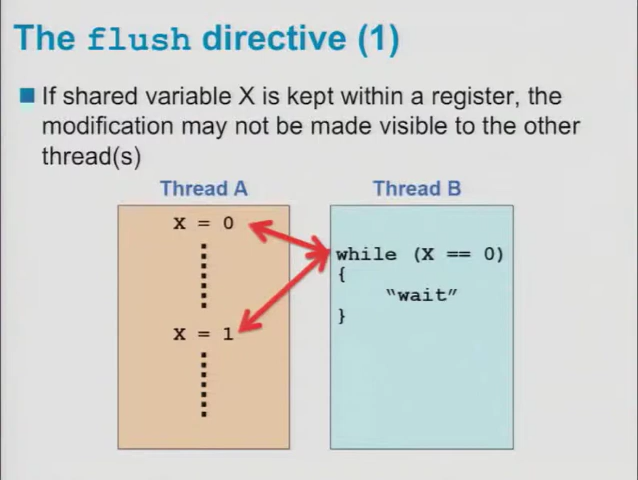 The flush directive (1)
If shared variable X is kept within a register, the
modification may not be made visible to the other
thread(s)
Thread A
X = 0
X = 1
Thread B
while (X == 0)
{
“wait”
}